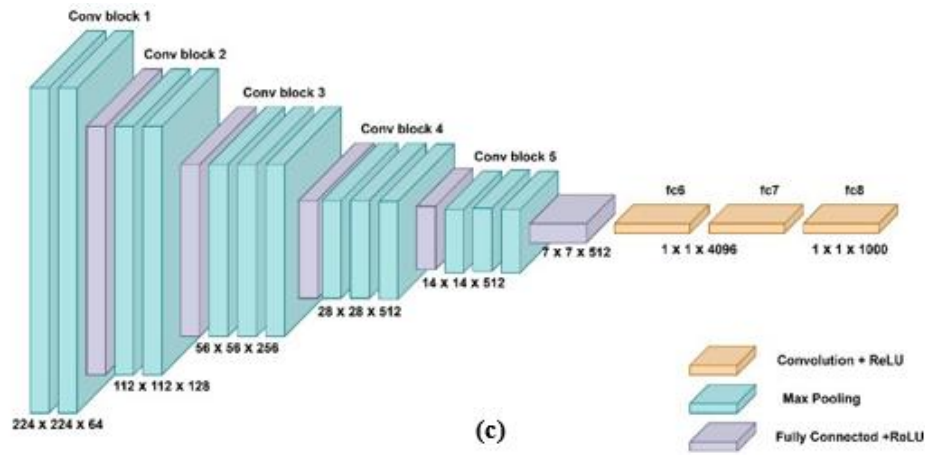 Conv block 1
Conv block 2
Conv block 3
Conv block 4
Conv block 5
fc6
fc7
fc8
7 x 7 x 512
1 x 1 x 4096
1 x 1 x 1000
14 x 14 x 512
28 x 28 x 512
56 x 56 x 256
112 x 112 x 128
224 x 224 x 64
Convolution + ReLU
Max Pooling
Fully Connected +ReLU
(c)